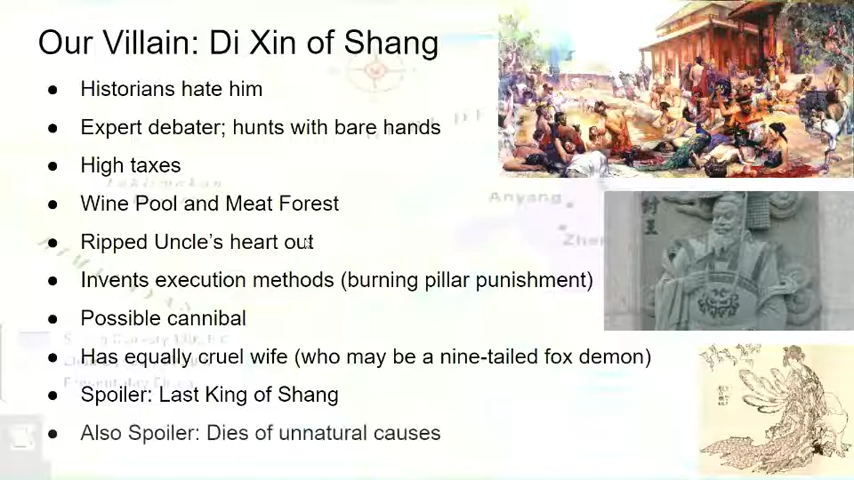 Our Villain: Di Xin of Shang
● Historians hate him
● Expert debater; hunts with bare hands
● High taxes
● Wine Pool and Meat Forest
● Ripped Uncle's heart out
● Invents execution methods (burning pillar punishment)
● Possible cannibal
● Has equally cruel wife (who may be a nine-tailed fox demon)
● Spoiler: Last King of Shang
● Also Spoiler: Dies of unnatural causes
Anyang